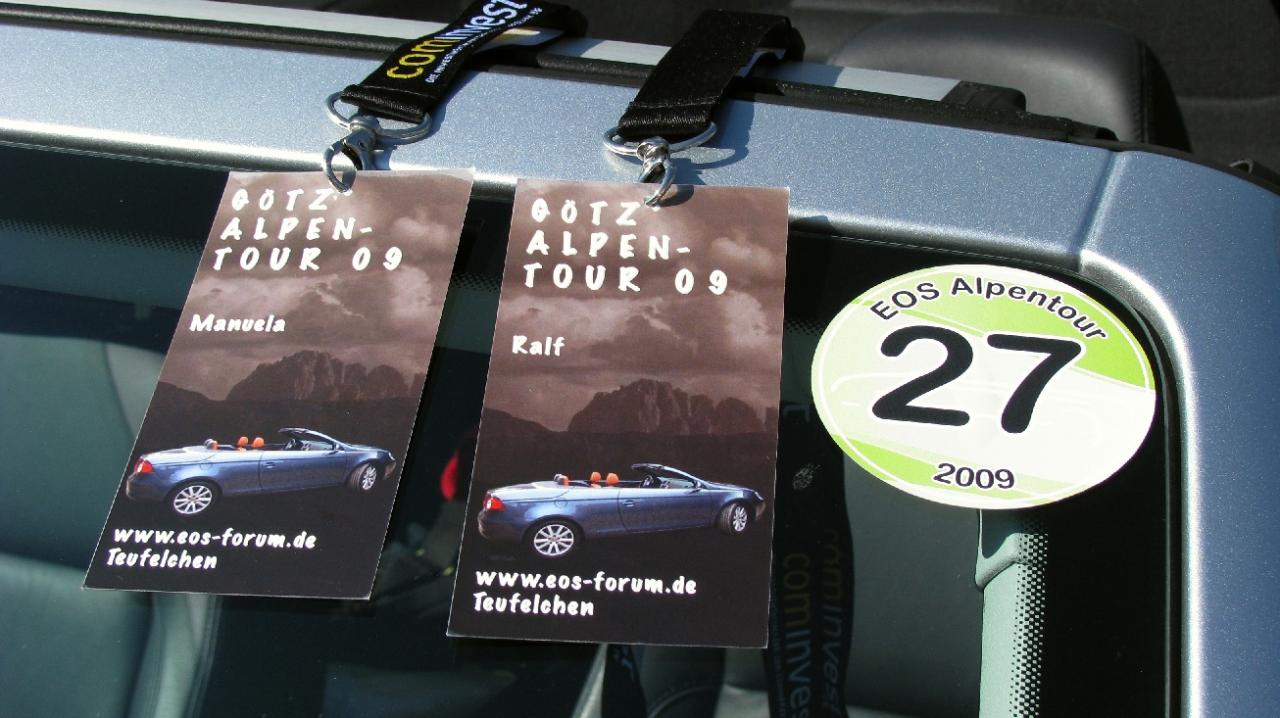 cominvest
GÖTZ'
ALPEN-
TOUR 09
Manuela
www.eos-forum.de
Teufelchen
GÖTZ'
ALPEN-
TOUR 09
Ralf
www.eos-forum.de
Teufelchen
EOS Alpentour
27
2009
cominvest